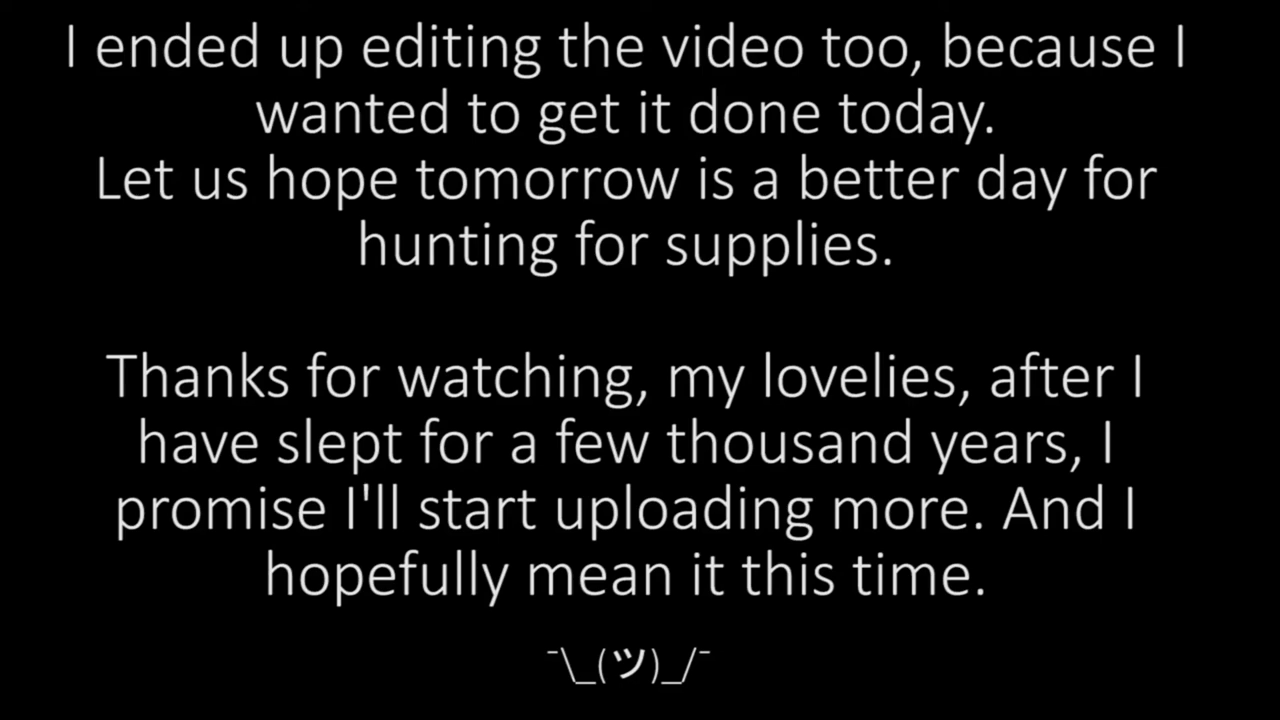 I ended up editing the video too, because I
wanted to get it done today.
Let us hope tomorrow is a better day for
hunting for supplies.
Thanks for watching, my lovelies, after I
have slept for a few thousand years, I
promise I'll start uploading more. And I
hopefully mean it this time.
¯\_(ツ)_/¯